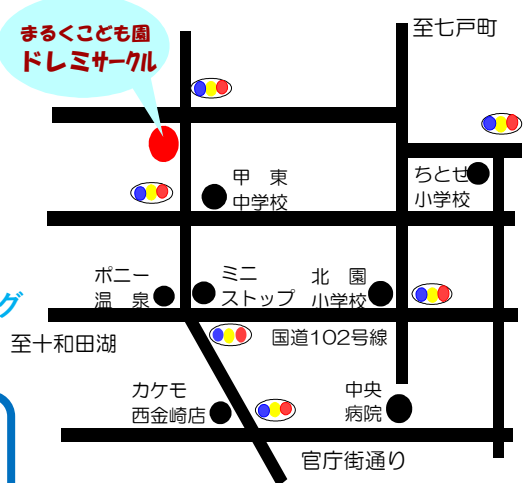 まるくこども園
ドレミサークル
至七戸町
ちとせ
小学校
甲　東
中学校
ポニー
温　泉
ミニ
ストップ
北　園
小学校
グ
至十和田湖
国道102号線
カケモ
西金崎店
中央
病院
官庁街通り